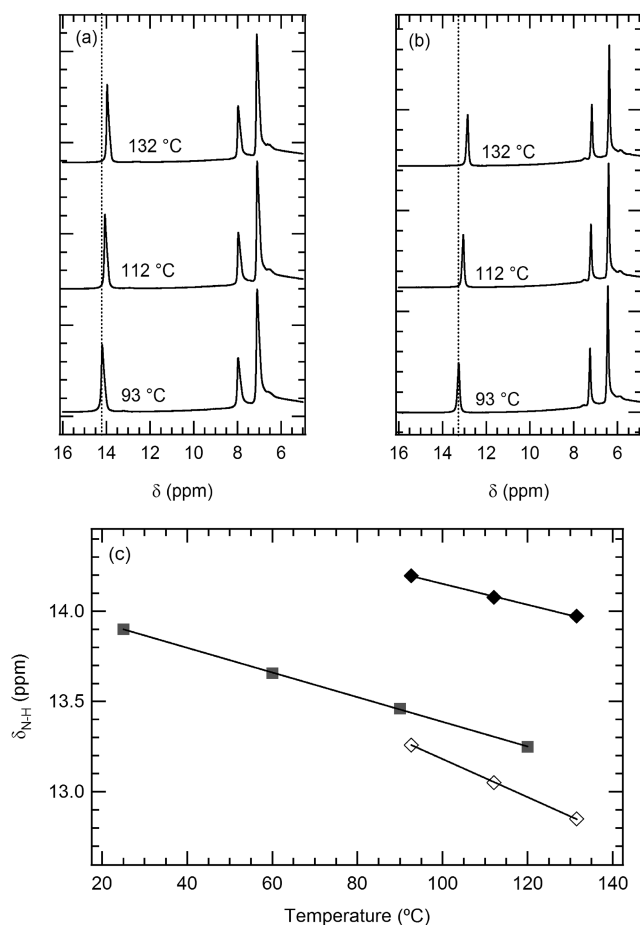 (a)
132 °C
112 °C
93 °C
16 14 12 10 8 6
δ (ppm)
(b)
132 °C
112 °C
93 °C
16 14 12 10 8 6
δ (ppm)
(c)
14.0
13.5
13.0
δN-H (ppm)
20 40 60 80 100 120 140
Temperature (ºC)